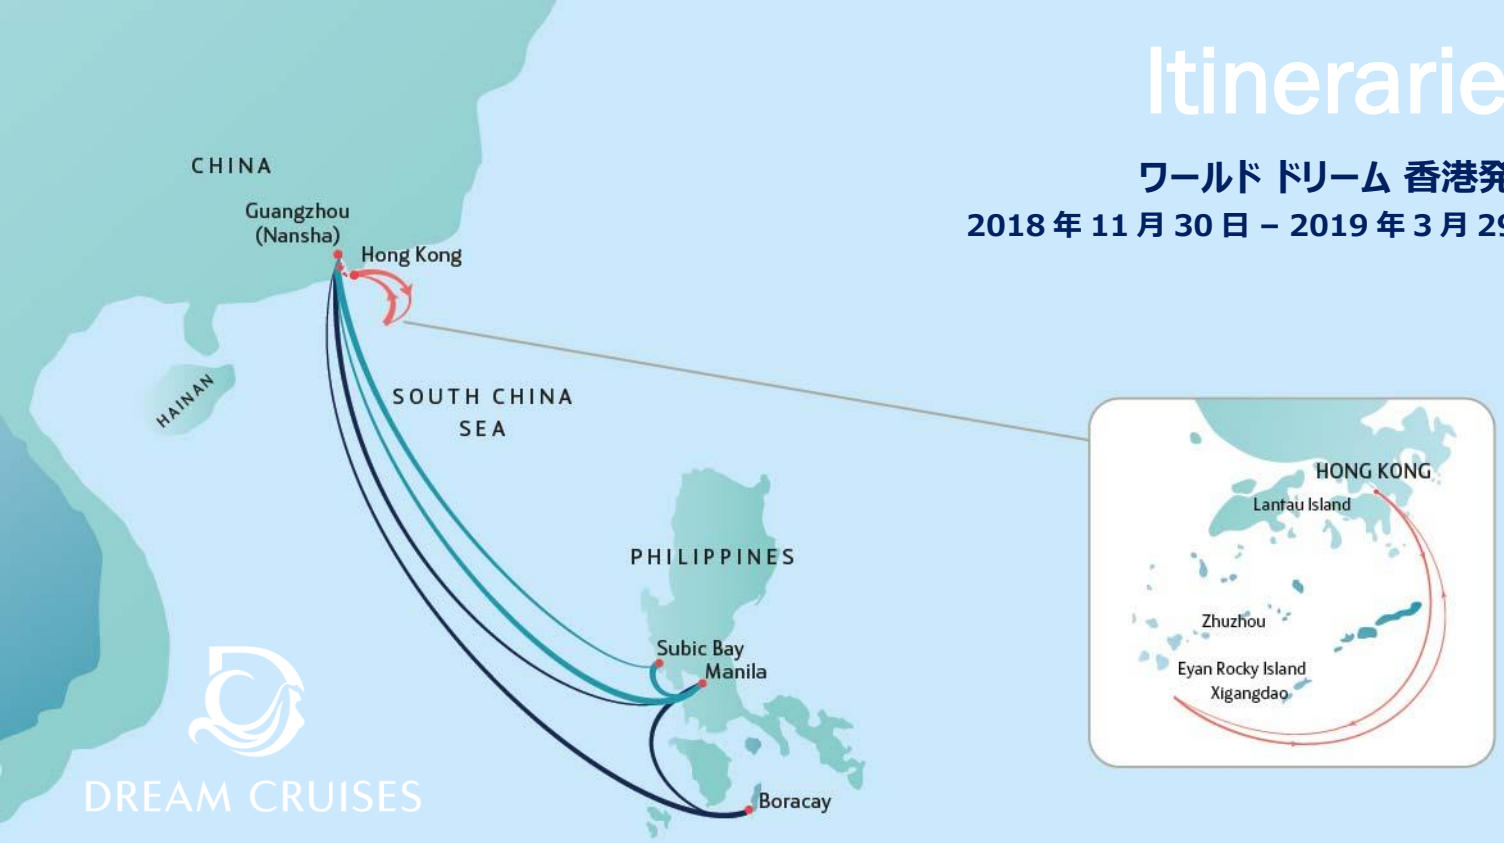 Itinerarie
ワールド ドリーム 香港発
2018 年 11 月 30 日 – 2019 年 3 月 29
CHINA
Guangzhou
(Nansha)
Hong Kong
HAINAN
SOUTH CHINA
SEA
PHILIPPINES
Subic Bay
Manila
Boracay
HONG KONG
Lantau Island
Zhuzhou
Eyan Rocky Island
Xigangdao
DREAM CRUISES